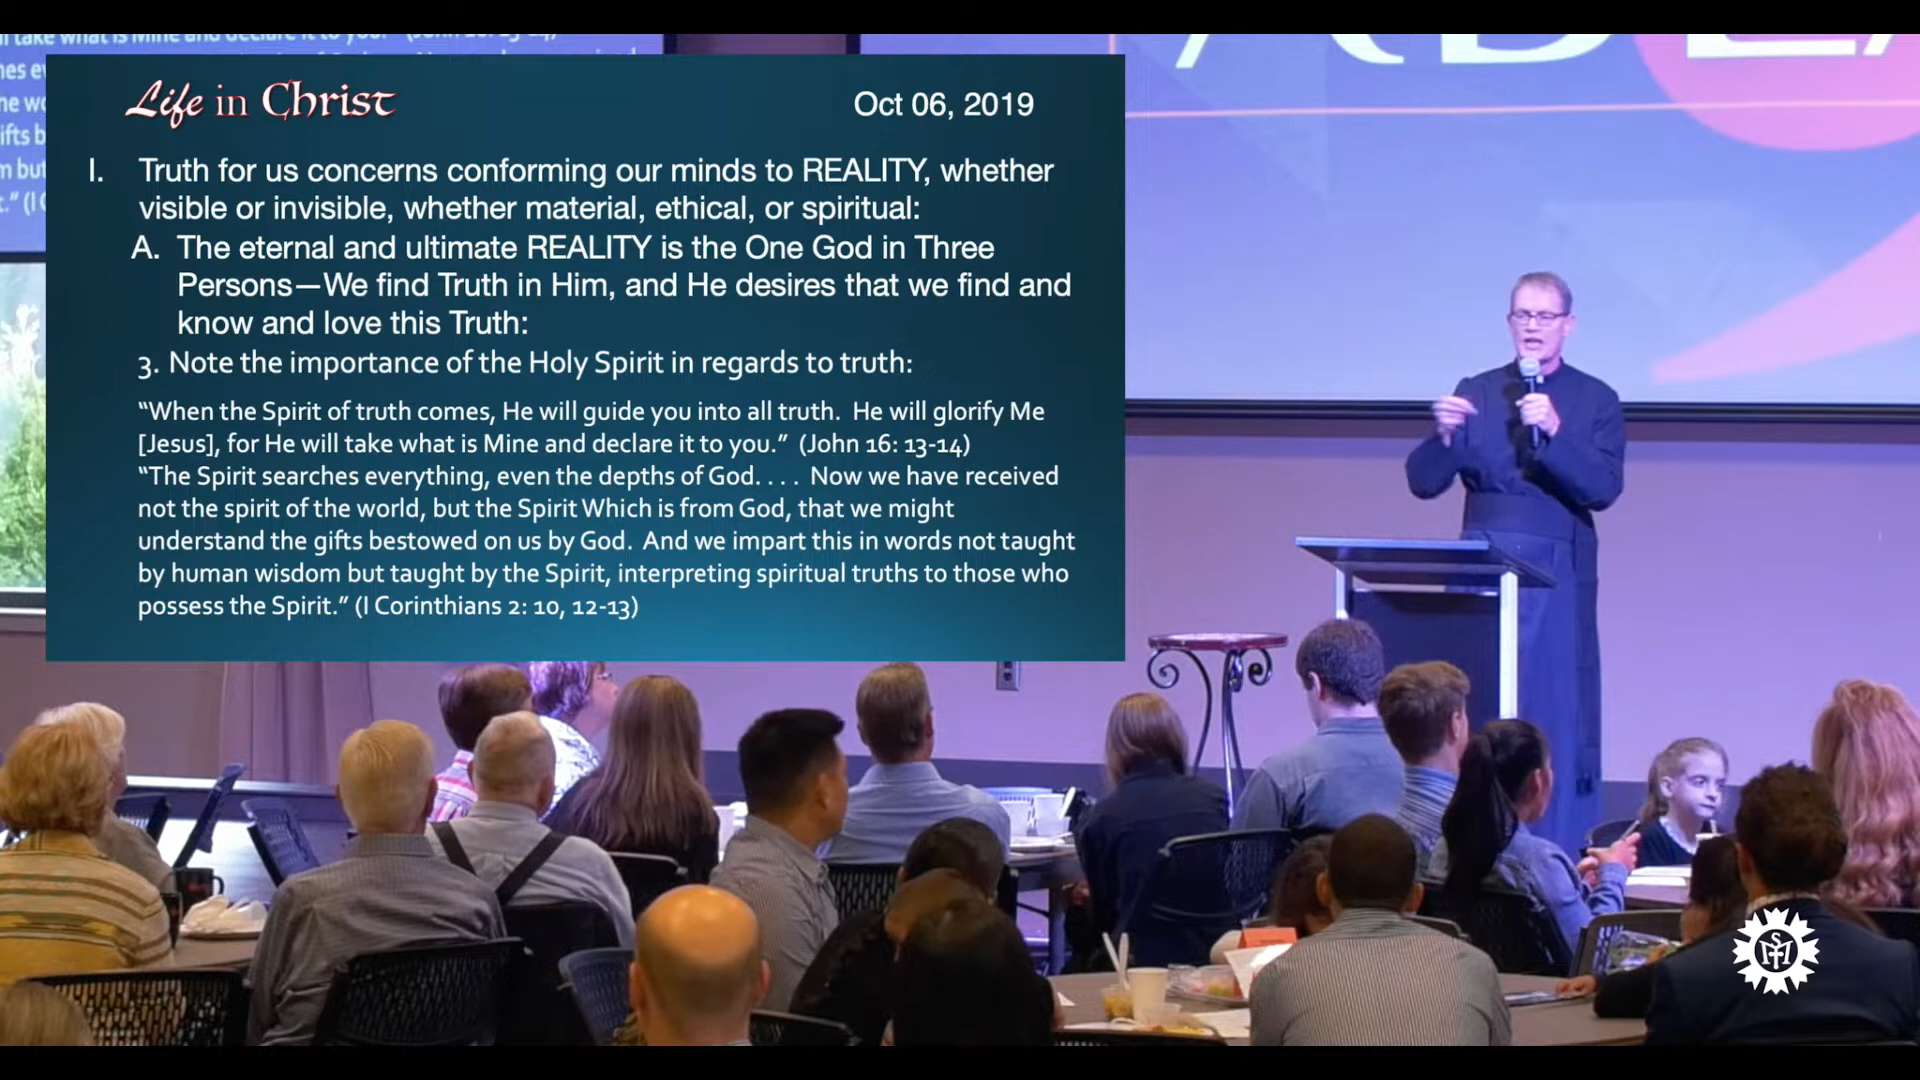 Life in Christ
Oct 06, 2019
I. Truth for us concerns conforming our minds to REALITY, whether
visible or invisible, whether material, ethical, or spiritual:
A. The eternal and ultimate REALITY is the One God in Three
Persons—We find Truth in Him, and He desires that we find and
know and love this Truth:
3. Note the importance of the Holy Spirit in regards to truth:
“When the Spirit of truth comes, He will guide you into all truth.  He will glorify Me
[Jesus], for He will take what is Mine and declare it to you.”  (John 16: 13-14)
“The Spirit searches everything, even the depths of God. . . .  Now we have received
not the spirit of the world, but the Spirit Which is from God, that we might
understand the gifts bestowed on us by God.  And we impart this in words not taught
by human wisdom but taught by the Spirit, interpreting spiritual truths to those who
possess the Spirit.” (I Corinthians 2: 10, 12-13)